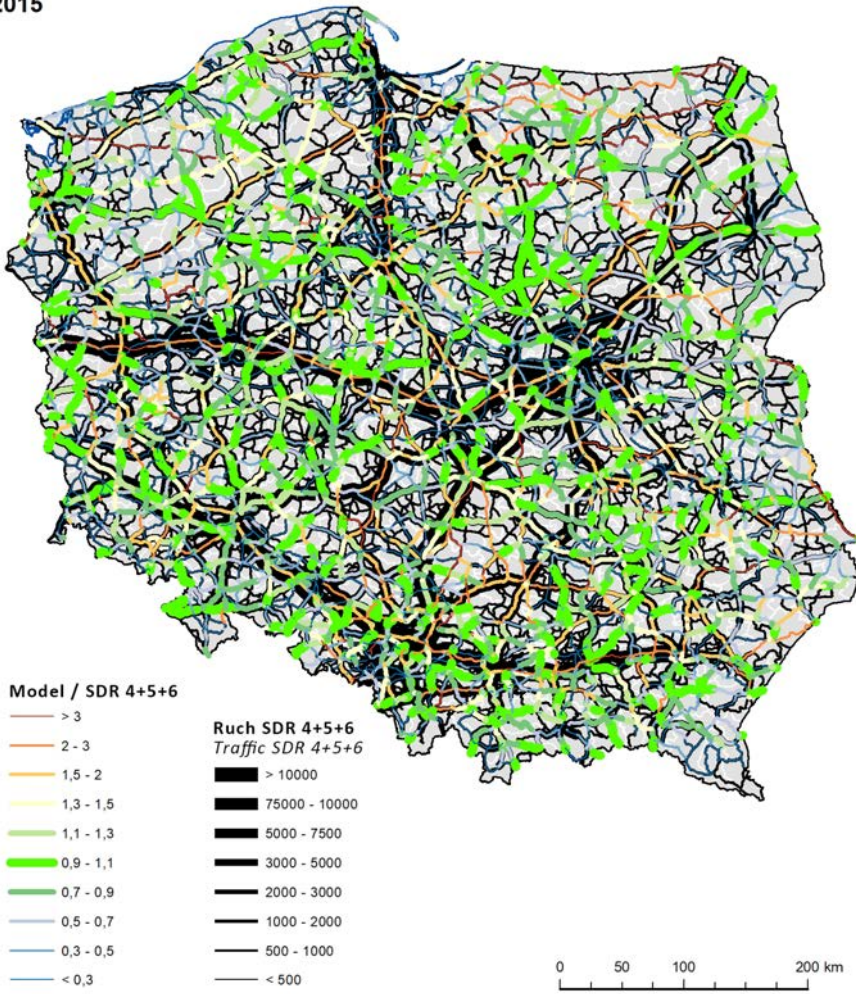 2015
Model / SDR 4+5+6
> 3
2 - 3
1,5 - 2
1,3 - 1,5
1,1 - 1,3
0,9 - 1,1
0,7 - 0,9
0,5 - 0,7
0,3 - 0,5
< 0,3
Ruch SDR 4+5+6
Traffic SDR 4+5+6
> 10000
75000 - 10000
5000 - 7500
3000 - 5000
2000 - 3000
1000 - 2000
500 - 1000
< 500
0 50 100 200 km